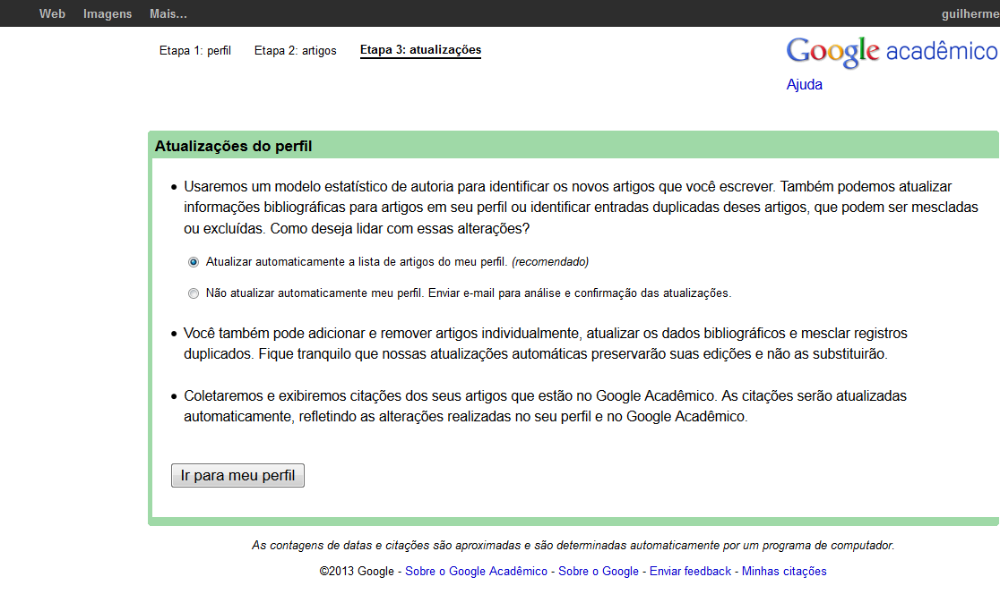 Web Imagens Mais... guilherme
Etapa 1: perfil Etapa 2: artigos Etapa 3: atualizações
Google acadêmico
Ajuda
Atualizações do perfil
• Usaremos um modelo estatístico de autoria para identificar os novos artigos que você escrever. Também podemos atualizar
informações bibliográficas para artigos em seu perfil ou identificar entradas duplicadas deses artigos, que podem ser mescladas
ou excluídas. Como deseja lidar com essas alterações?
Atualizar automaticamente a lista de artigos do meu perfil. (recomendado)
Não atualizar automaticamente meu perfil. Enviar e-mail para análise e confirmação das atualizações.
• Você também pode adicionar e remover artigos individualmente, atualizar os dados bibliográficos e mesclar registros
duplicados. Fique tranquilo que nossas atualizações automáticas preservarão suas edições e não as substituirão.
• Coletaremos e exibiremos citações dos seus artigos que estão no Google Acadêmico. As citações serão atualizadas
automaticamente, refletindo as alterações realizadas no seu perfil e no Google Acadêmico.
Ir para meu perfil
As contagens de datas e citações são aproximadas e são determinadas automaticamente por um programa de computador.
©2013 Google - Sobre o Google Acadêmico - Sobre o Google - Enviar feedback - Minhas citações